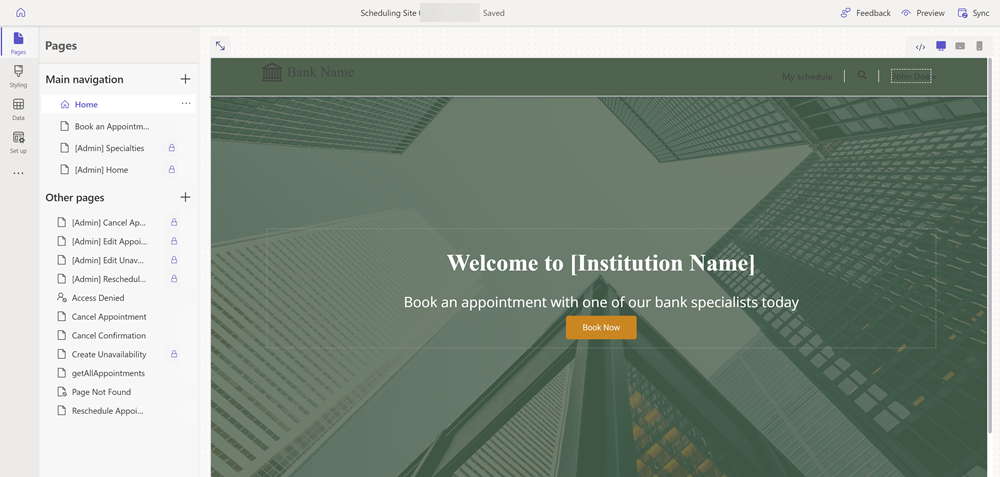 Scheduling Site
Saved
Feedback
Preview
Sync
Pages
Styling
Data
Set up
Pages
Main navigation
Home
Book an Appointm...
[Admin] Specialties
[Admin] Home
Other pages
[Admin] Cancel Ap...
[Admin] Edit Appoi...
[Admin] Edit Unav...
[Admin] Reschedul...
Access Denied
Cancel Appointment
Cancel Confirmation
Create Unavailability
getAllAppointments
Page Not Found
Reschedule Appoi...
Bank Name
My schedule
John Doe
Welcome to [Institution Name]
Book an appointment with one of our bank specialists today
Book Now